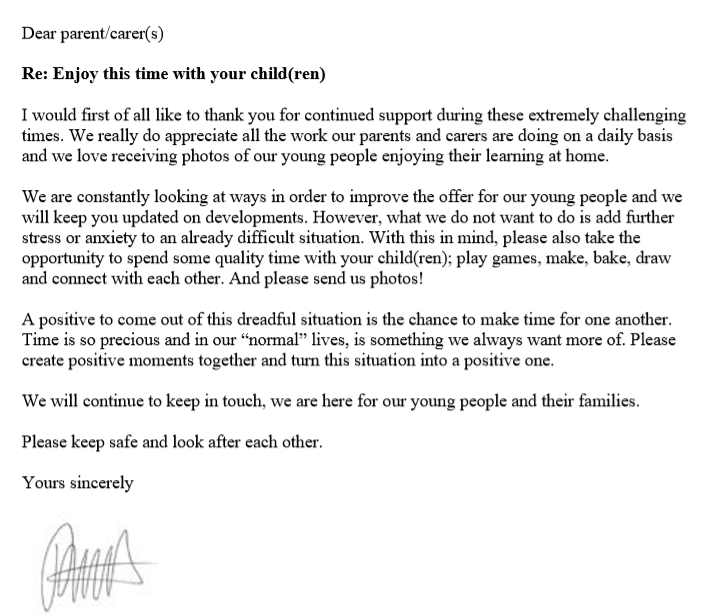 Dear parent/carer(s)
Re: Enjoy this time with your child(ren)
I would first of all like to thank you for continued support during these extremely challenging
times. We really do appreciate all the work our parents and carers are doing on a daily basis
and we love receiving photos of our young people enjoying their learning at home.
We are constantly looking at ways in order to improve the offer for our young people and we
will keep you updated on developments. However, what we do not want to do is add further
stress or anxiety to an already difficult situation. With this in mind, please also take the
opportunity to spend some quality time with your child(ren); play games, make, bake, draw
and connect with each other. And please send us photos!
A positive to come out of this dreadful situation is the chance to make time for one another.
Time is so precious and in our “normal” lives, is something we always want more of. Please
create positive moments together and turn this situation into a positive one.
We will continue to keep in touch, we are here for our young people and their families.
Please keep safe and look after each other.
Yours sincerely